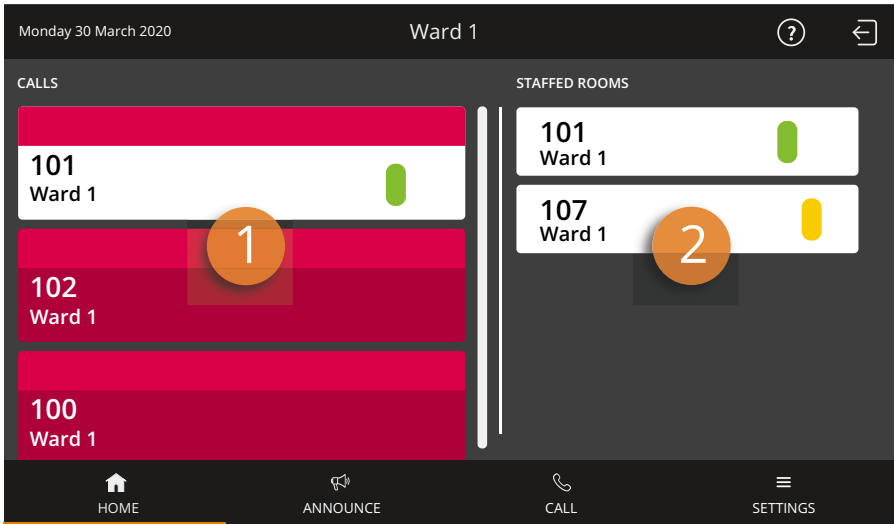 Monday 30 March 2020
Ward 1
?
CALLS
101
Ward 1
102
Ward 1
100
Ward 1
1
STAFFED ROOMS
101
Ward 1
107
Ward 1
2
HOME
ANNOUNCE
CALL
SETTINGS